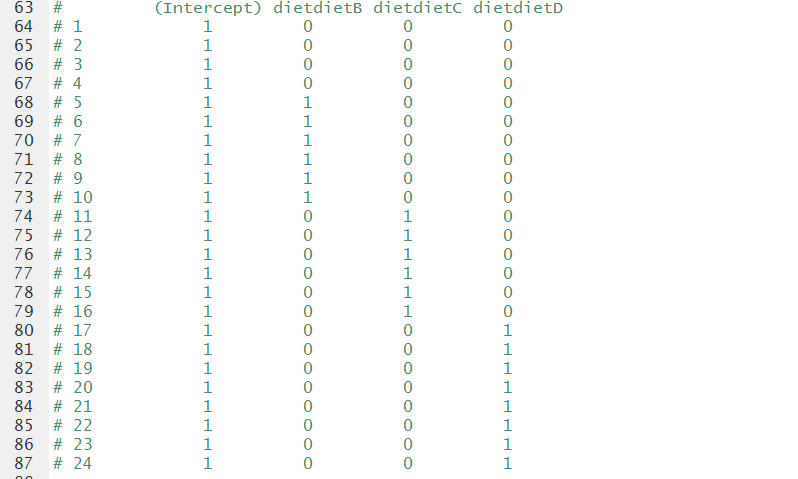 63 #          (Intercept) dietdietB dietdietC dietdietD
64 # 1            1         0         0         0
65 # 2            1         0         0         0
66 # 3            1         0         0         0
67 # 4            1         0         0         0
68 # 5            1         1         0         0
69 # 6            1         1         0         0
70 # 7            1         1         0         0
71 # 8            1         1         0         0
72 # 9            1         1         0         0
73 # 10           1         1         0         0
74 # 11           1         0         1         0
75 # 12           1         0         1         0
76 # 13           1         0         1         0
77 # 14           1         0         1         0
78 # 15           1         0         1         0
79 # 16           1         0         1         0
80 # 17           1         0         0         1
81 # 18           1         0         0         1
82 # 19           1         0         0         1
83 # 20           1         0         0         1
84 # 21           1         0         0         1
85 # 22           1         0         0         1
86 # 23           1         0         0         1
87 # 24           1         0         0         1